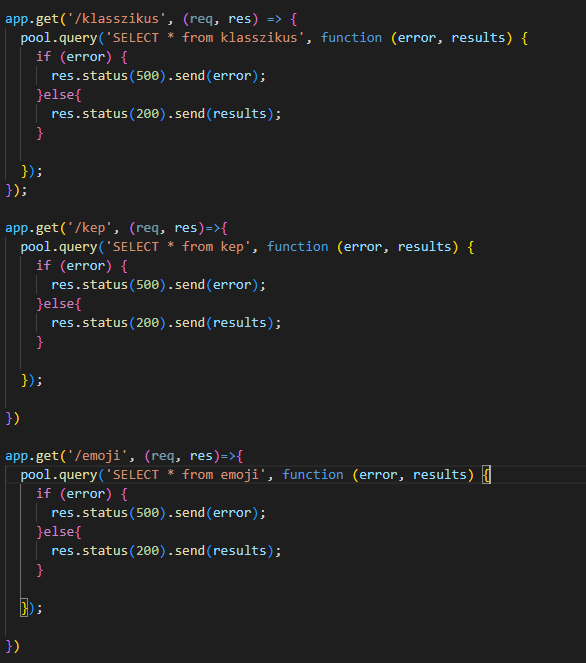 app.get('/klasszikus', (req, res) => {
  pool.query('SELECT * from klasszikus', function (error, results) {
    if (error) {
      res.status(500).send(error);
    }else{
      res.status(200).send(results);
    }
  });
});
app.get('/kep', (req, res)=>{
  pool.query('SELECT * from kep', function (error, results) {
    if (error) {
      res.status(500).send(error);
    }else{
      res.status(200).send(results);
    }
  });
})
app.get('/emoji', (req, res)=>{
  pool.query('SELECT * from emoji', function (error, results) {
    if (error) {
      res.status(500).send(error);
    }else{
      res.status(200).send(results);
    }
  });
})